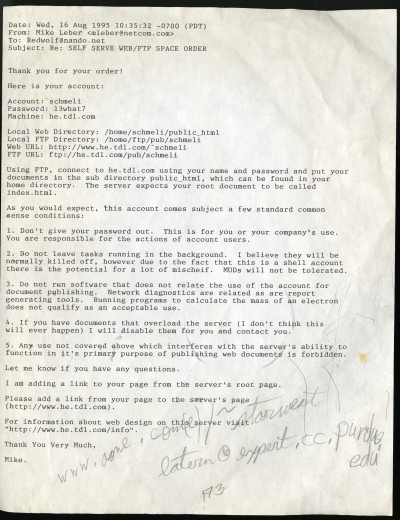 Date: Wed, 16 Aug 1995 10:35:32 -0700 (PDT)
From: Mike Leber <mleber@netcom.com>
To: Redwolf@nando.net
Subject: Re: SELF SERVE WEB/FTP SPACE ORDER
Thank you for your order!
Here is your account:
Account: schmeli
Password: 13what7
Machine: he.tdl.com
Local Web Directory: /home/schmeli/public_html
Local FTP Directory: /home/ftp/pub/schmeli
Web URL: http://www.he.tdl.com/~schmeli
FTP URL: ftp://he.tdl.com/pub/schmeli
Using FTP, connect to he.tdl.com using your name and password and put your
documents in the sub directory public_html, which can be found in your
home directory. The server expects your root document to be called
index.html.
As you would expect, this account comes subject a few standard common
sense conditions:
1. Don't give your password out. This is for you or your company's use.
You are responsible for the actions of account users.
2. Do not leave tasks running in the background. I believe they will be
normally killed off, however due to the fact that this is a shell account
there is the potential for a lot of mischeif. MUDs will not be tolerated.
3. Do not run software that does not relate the use of the account for
document publishing. Network diagnostics are related as are report
generating tools. Running programs to calculate the mass of an electron
does not qualify as an acceptable use.
4. If you have documents that overload the server (I don't think this
will ever happen) I will disable them for you and contact you.
5. Any use not covered above which interferes with the server's ability to
function in it's primary purpose of publishing web documents is forbidden.
Let me know if you have any questions.
I am adding a link to your page from the server's root page.
Please add a link from your page to the server's page
(http://www.he.tdl.com).
For information about web design on this server visit
"http://www.he.tdl.com/info".
Thank You Very Much,
Mike.
www.
@ expert.cc.purdue
edu
173